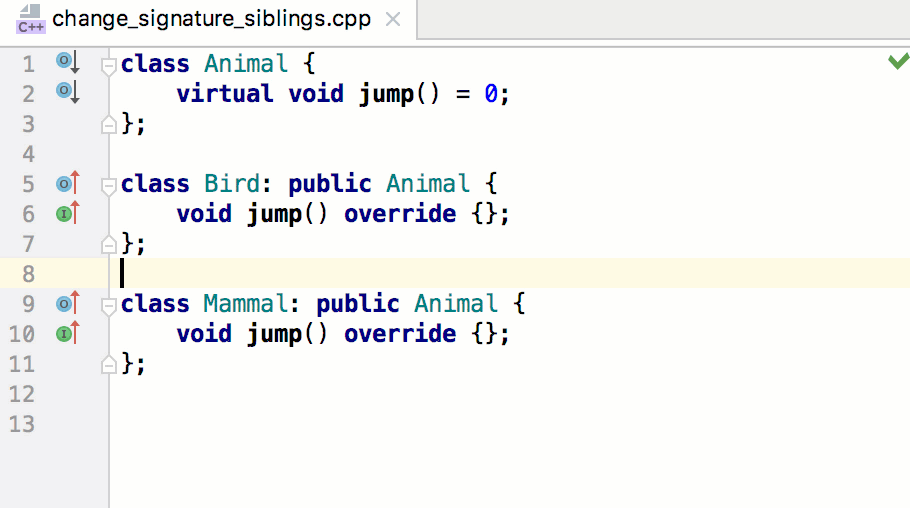 C++ change_signature_siblings.cpp
1 class Animal {
2 virtual void jump() = 0;
3 };
4
5 class Bird: public Animal {
6 void jump() override {};
7 };
8
9 class Mammal: public Animal {
10 void jump() override {};
11 };
12
13